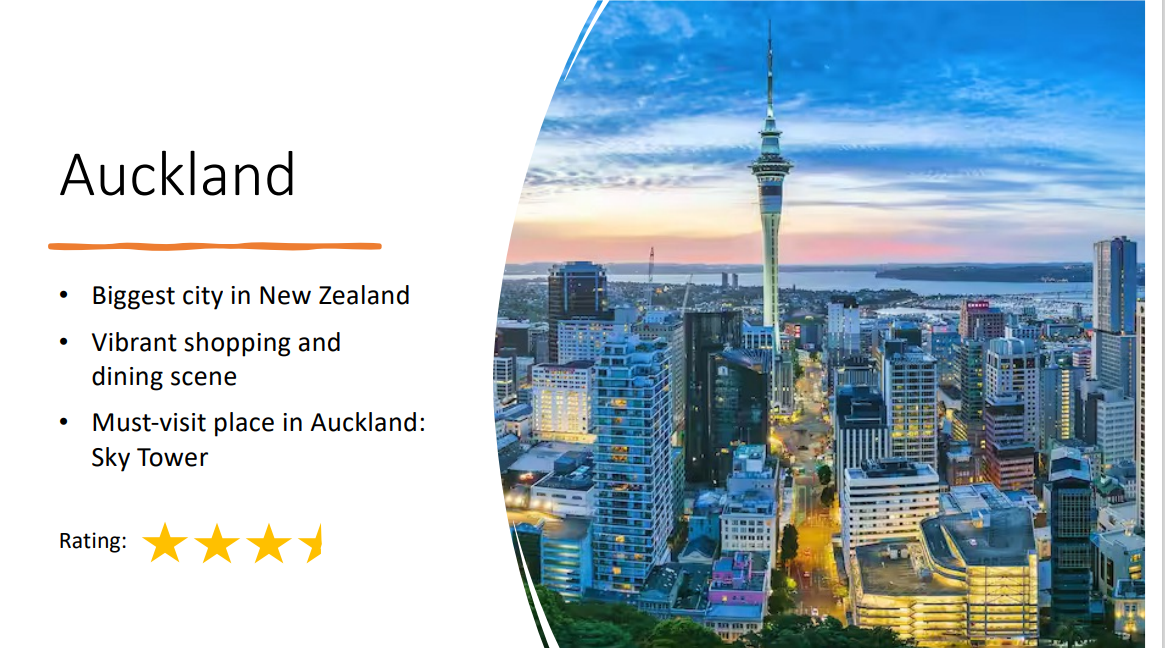 Auckland
• Biggest city in New Zealand
• Vibrant shopping and
dining scene
• Must-visit place in Auckland:
Sky Tower
Rating: